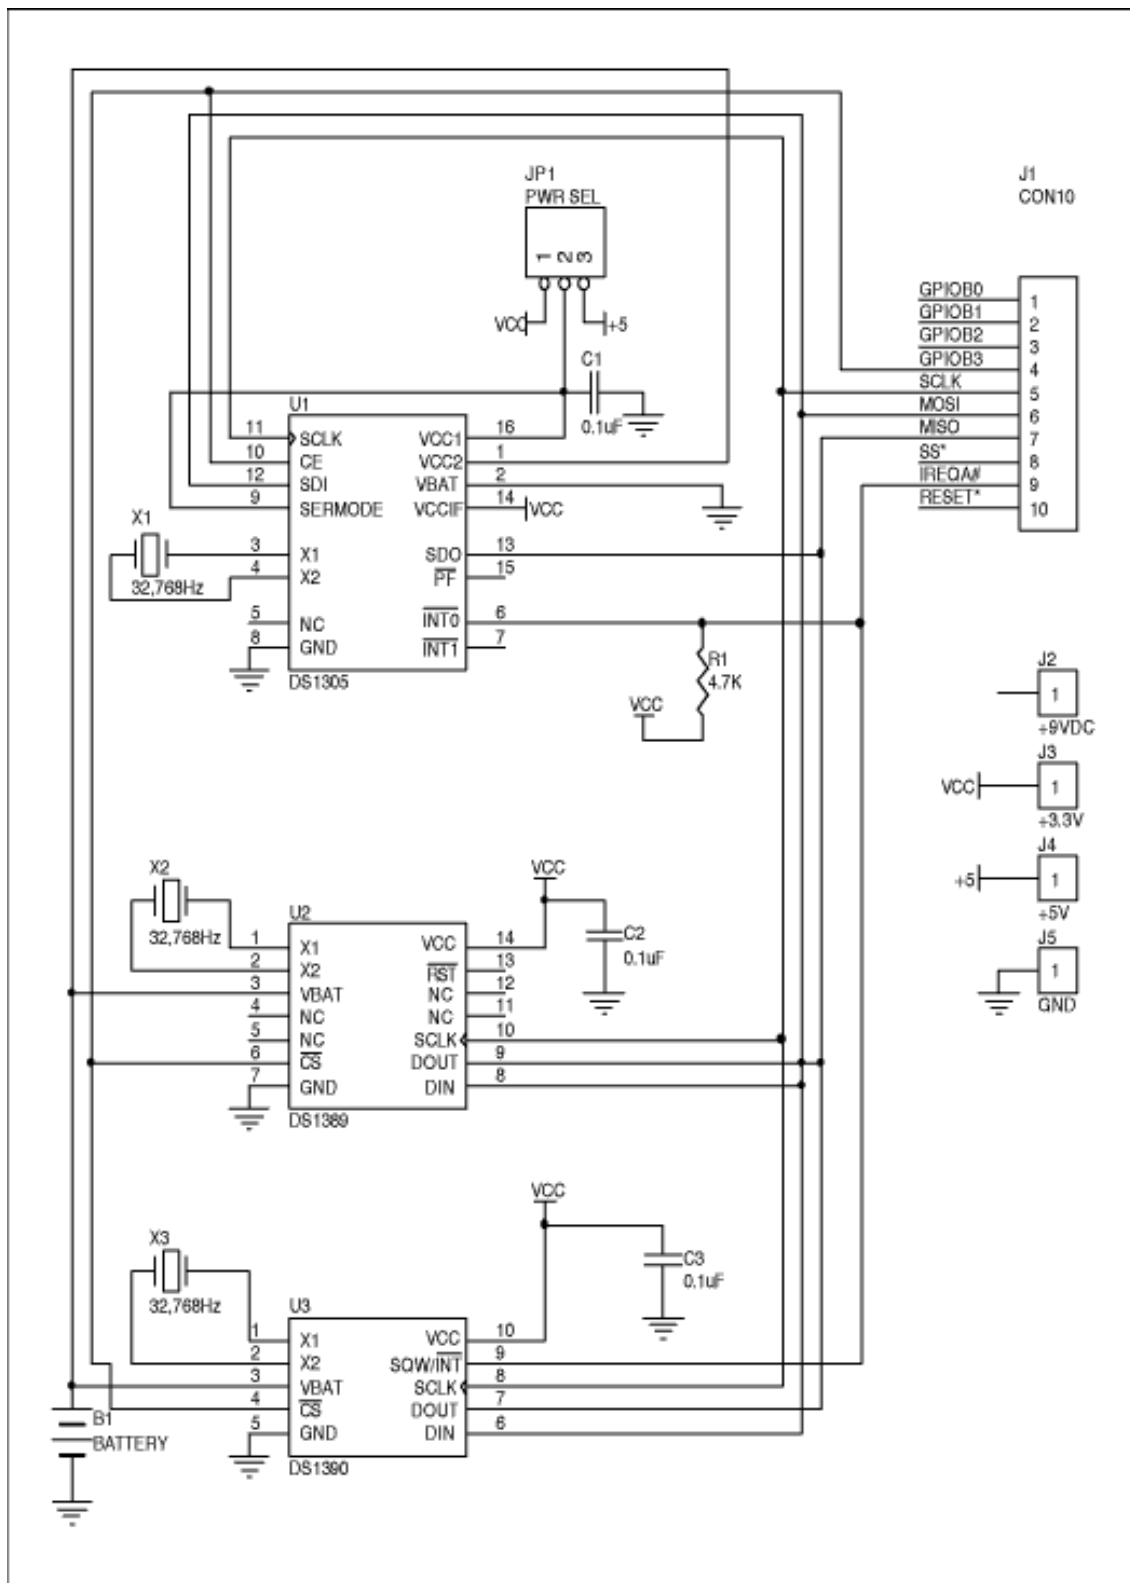 JP1
PWR SEL
1 2 3
VCC
+5
J1
CON10
GPIOB0
GPIOB1
GPIOB2
GPIOB3
SCLK
MOSI
MISO
SS*
IREQA#
RESET*
1
2
3
4
5
6
7
8
9
10
C1
0.1uF
U1
11 SCLK
10 CE
12 SDI
9 SERMODE
3 X1
4 X2
5 NC
8 GND
VCC1 16
VCC2 1
VBAT 2
VCCIF 14 VCC
SDO 13
PF 15
INT0 6
INT1 7
DS1305
X1
32,768Hz
R1
4.7K
VCC
J2
1
+9VDC
J3
VCC 1
+3.3V
J4
+5 1
+5V
J5
1
GND
X2
32,768Hz
VCC
C2
0.1uF
U2
1 X1
2 X2
3 VBAT
4 NC
5 NC
6 CS
7 GND
VCC 14
RST 13
NC 12
NC 11
SCLK 10
DOUT 9
DIN 8
DS1389
X3
32,768Hz
VCC
C3
0.1uF
U3
1 X1
2 X2
3 VBAT
4 CS
5 GND
VCC 10
SQW/INT 9
SCLK 8
DOUT 7
DIN 6
DS1390
B1
BATTERY